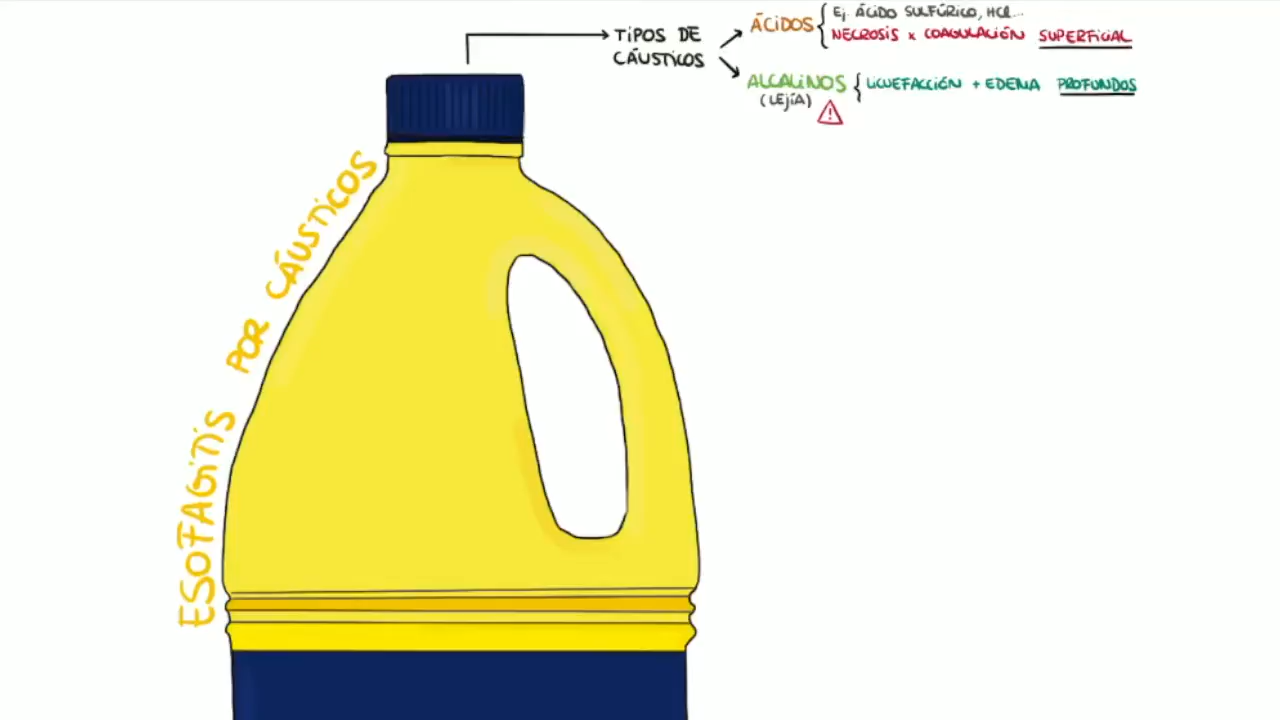 TIPOS DE
CÁUSTICOS
ÁCIDOS
Ej. ÁCIDO SULFÚRICO, HCl...
NECROSIS x COAGULACIÓN SUPERFICIAL
ALCALINOS
(LEJÍA)
LICUEFACCIÓN + EDEMA PROFUNDOS
ESOFAGITIS POR CÁUSTICOS